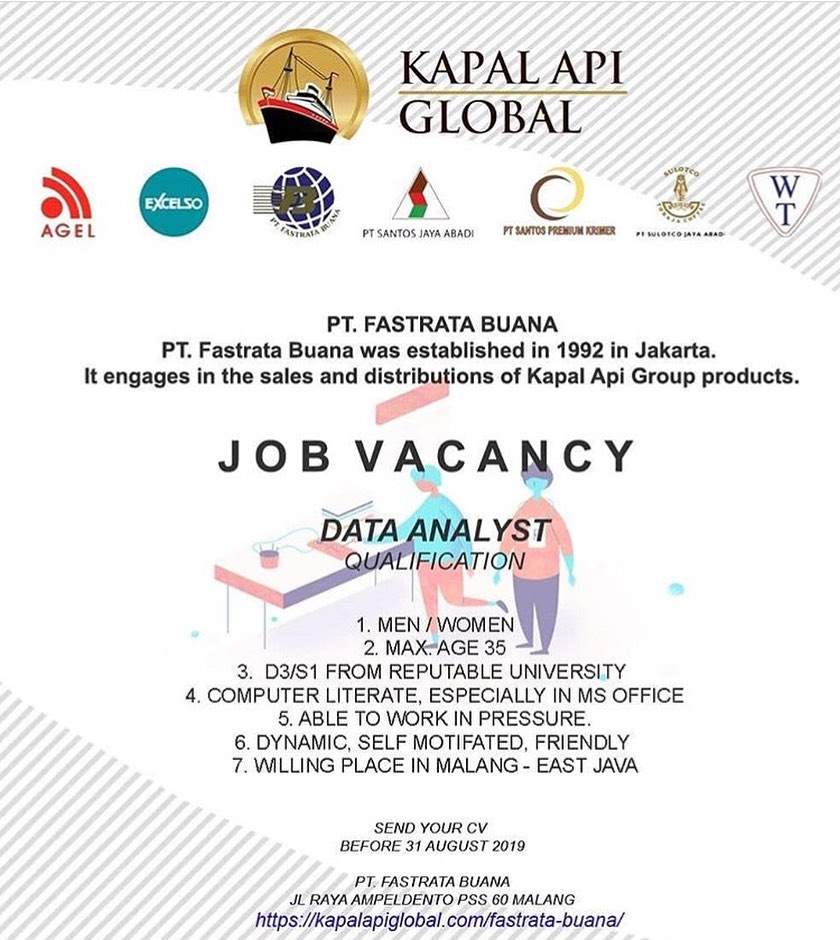 KAPAL API
GLOBAL
AGEL
EXCELSO
FB
PT. FASTRATA BUANA
PT SANTOS JAYA ABADI
PT SANTOS PREMIUM KRIMER
SULOTCO
PT SULOTCO JAYA ABADI
W
T
PT. FASTRATA BUANA
PT. Fastrata Buana was established in 1992 in Jakarta.
It engages in the sales and distributions of Kapal Api Group products.
JOB VACANCY
DATA ANALYST
QUALIFICATION
1. MEN / WOMEN
2. MAX. AGE 35
3. D3/S1 FROM REPUTABLE UNIVERSITY
4. COMPUTER LITERATE, ESPECIALLY IN MS OFFICE
5. ABLE TO WORK IN PRESSURE.
6. DYNAMIC, SELF MOTIFATED, FRIENDLY
7. WILLING PLACE IN MALANG - EAST JAVA
SEND YOUR CV
BEFORE 31 AUGUST 2019
PT. FASTRATA BUANA
JL RAYA AMPELDENTO PSS 60 MALANG
https://kapalapiglobal.com/fastrata-buana/